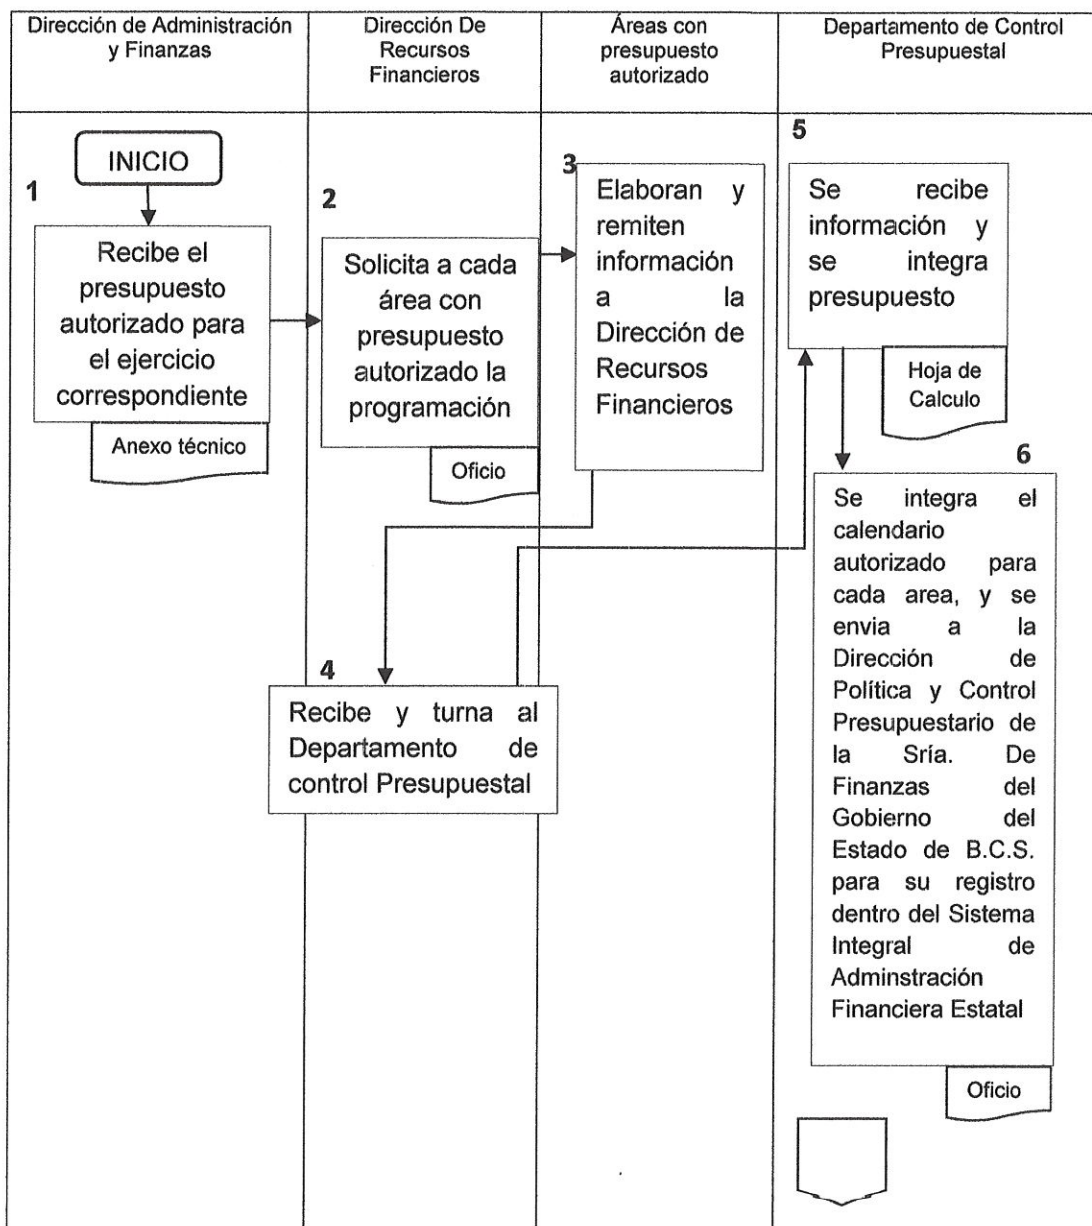 Dirección de Administración
y Finanzas
Dirección De
Recursos
Financieros
Áreas con
presupuesto
autorizado
Departamento de Control
Presupuestal
INICIO
1
Recibe el
presupuesto
autorizado para
el ejercicio
correspondiente
Anexo técnico
2
Solicita a cada
área con
presupuesto
autorizado la
programación
Oficio
3
Elaboran y
remiten
información
a la
Dirección de
Recursos
Financieros
4
Recibe y turna al
Departamento de
control Presupuestal
5
Se recibe
información y
se integra
presupuesto
Hoja de
Calculo
6
Se integra el
calendario
autorizado para
cada area, y se
envia a la
Dirección de
Política y Control
Presupuestario de
la Sría. De
Finanzas del
Gobierno del
Estado de B.C.S.
para su registro
dentro del Sistema
Integral de
Adminstración
Financiera Estatal
Oficio